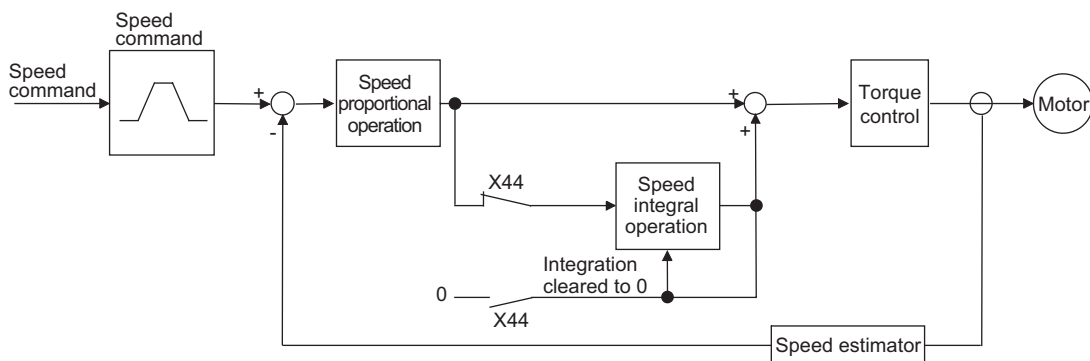 Speed
command
Speed
command
+
-
Speed
proportional
operation
+
+
Torque
control
Motor
X44
Speed
integral
operation
Integration
cleared to 0
0
X44
Speed estimator